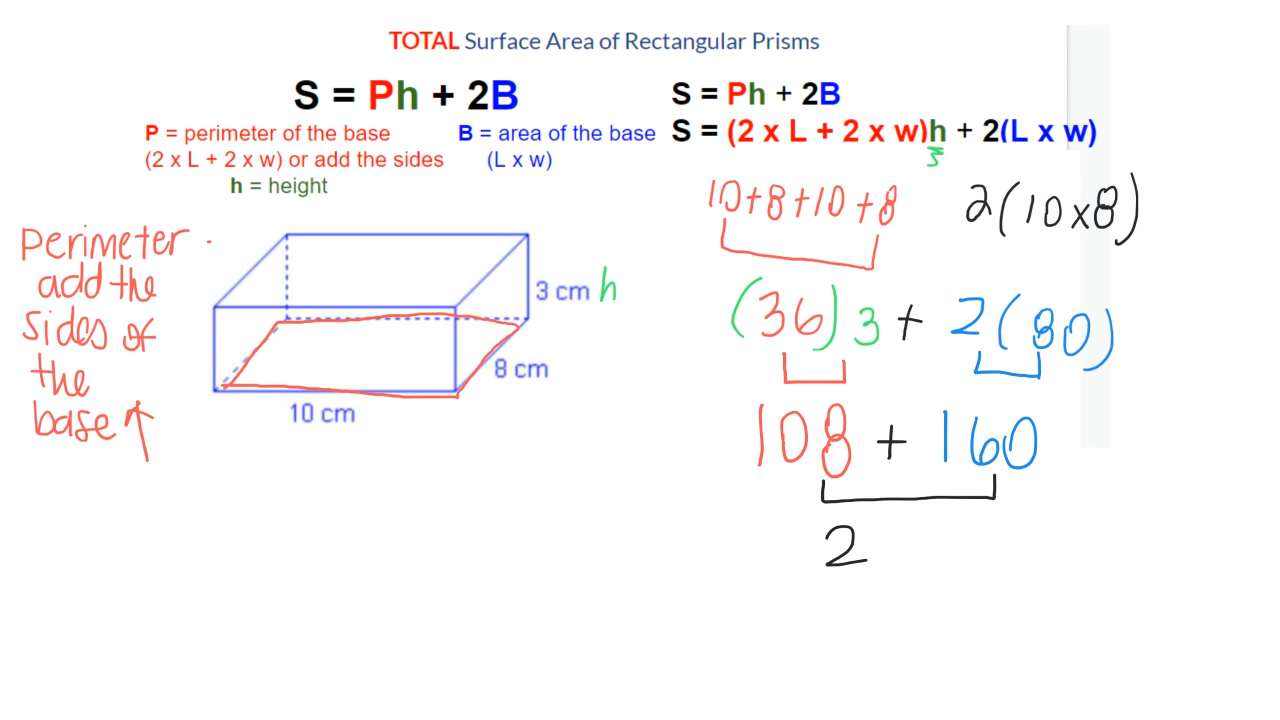 TOTAL Surface Area of Rectangular Prisms
S = Ph + 2B
P = perimeter of the base
(2 x L + 2 x w) or add the sides
B = area of the base
(L x w)
h = height
S = Ph + 2B
S = (2 x L + 2 x w)h + 2(L x w)
3
10+8+10+8
2(10x8)
Perimeter
add the
sides of
the
base
3 cm h
8 cm
10 cm
(36)3 + 2(80)
108 + 160
2